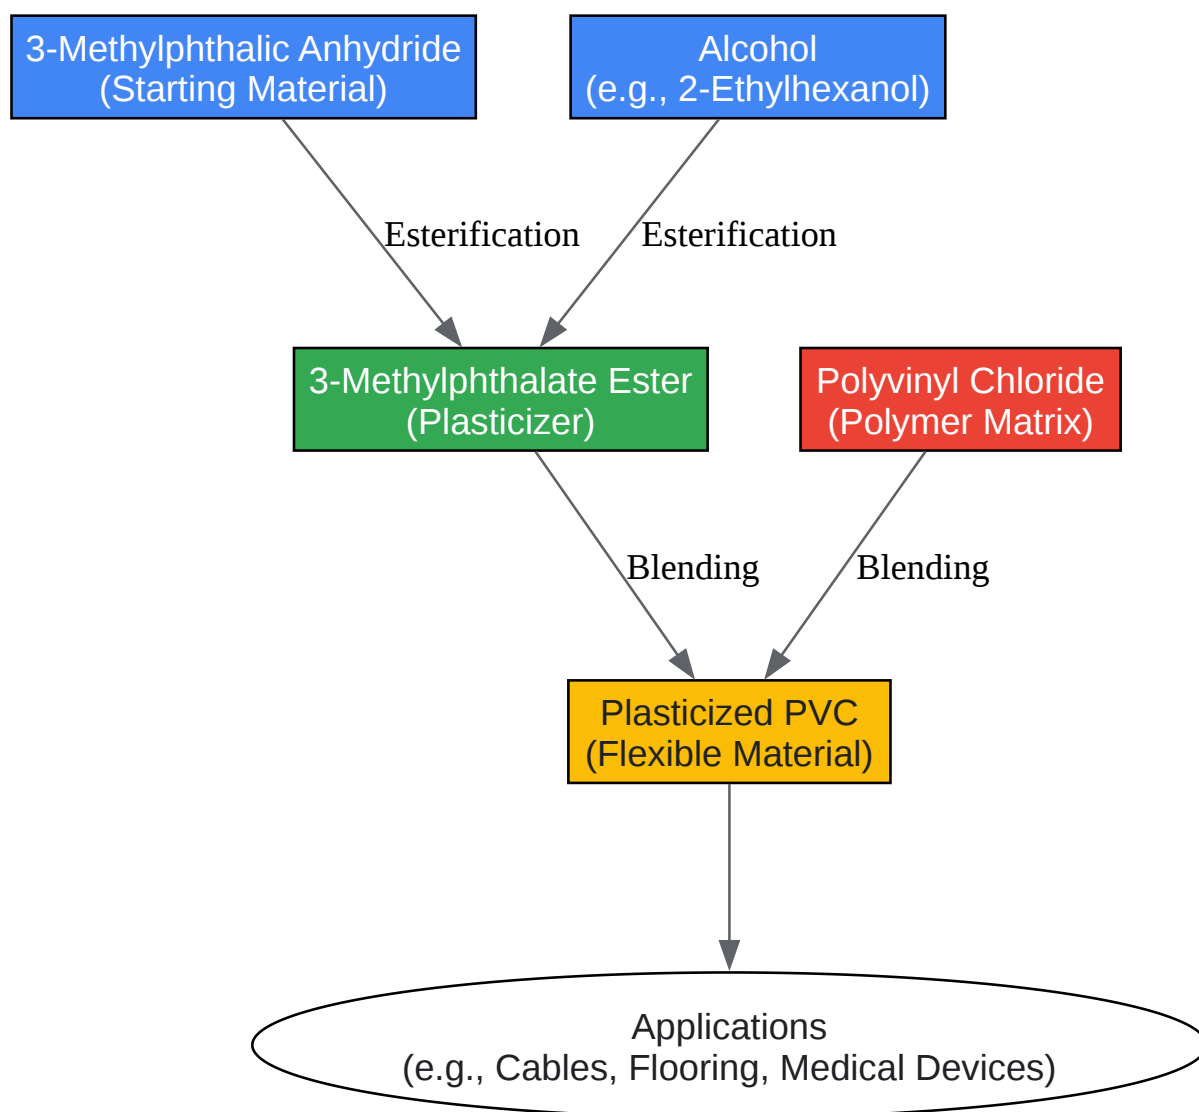 3-Methylphthalic Anhydride
(Starting Material)
Alcohol
(e.g., 2-Ethylhexanol)
Esterification
Esterification
3-Methylphthalate Ester
(Plasticizer)
Polyvinyl Chloride
(Polymer Matrix)
Blending
Blending
Plasticized PVC
(Flexible Material)
Applications
(e.g., Cables, Flooring, Medical Devices)